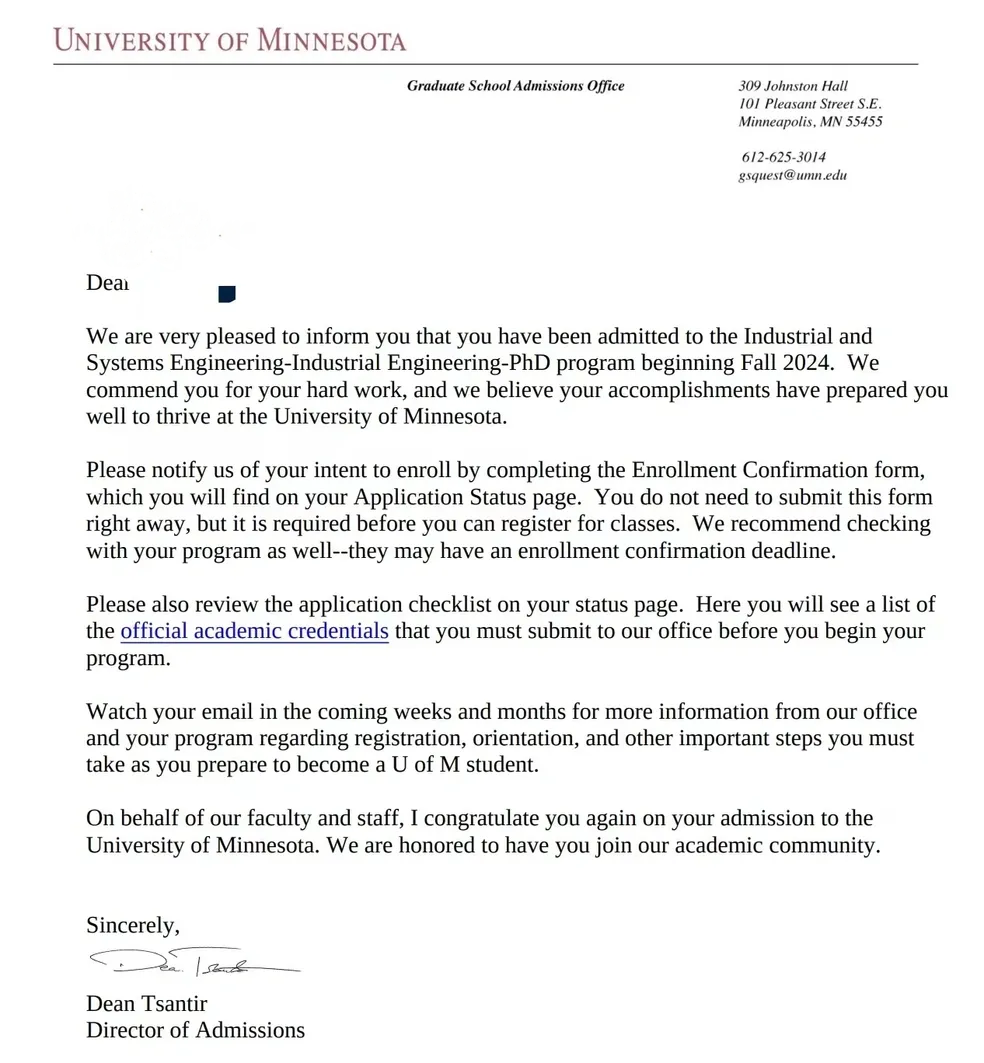 UNIVERSITY OF MINNESOTA
Graduate School Admissions Office
309 Johnston Hall
101 Pleasant Street S.E.
Minneapolis, MN 55455
612-625-3014
gsquest@umn.edu
Dear
We are very pleased to inform you that you have been admitted to the Industrial and
Systems Engineering-Industrial Engineering-PhD program beginning Fall 2024.  We
commend you for your hard work, and we believe your accomplishments have prepared you
well to thrive at the University of Minnesota.
Please notify us of your intent to enroll by completing the Enrollment Confirmation form,
which you will find on your Application Status page.  You do not need to submit this form
right away, but it is required before you can register for classes.  We recommend checking
with your program as well--they may have an enrollment confirmation deadline.
Please also review the application checklist on your status page.  Here you will see a list of
the official academic credentials that you must submit to our office before you begin your
program.
Watch your email in the coming weeks and months for more information from our office
and your program regarding registration, orientation, and other important steps you must
take as you prepare to become a U of M student.
On behalf of our faculty and staff, I congratulate you again on your admission to the
University of Minnesota. We are honored to have you join our academic community.
Sincerely,
Dean Tsantir
Director of Admissions